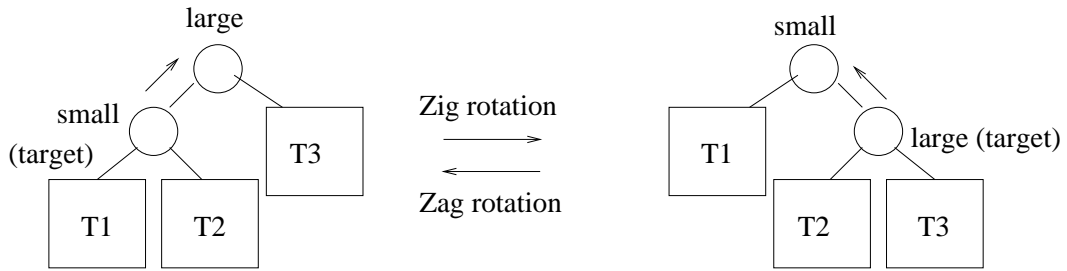 large
small
(target)
T1
T2
T3
Zig rotation
Zag rotation
small
T1
large (target)
T2
T3